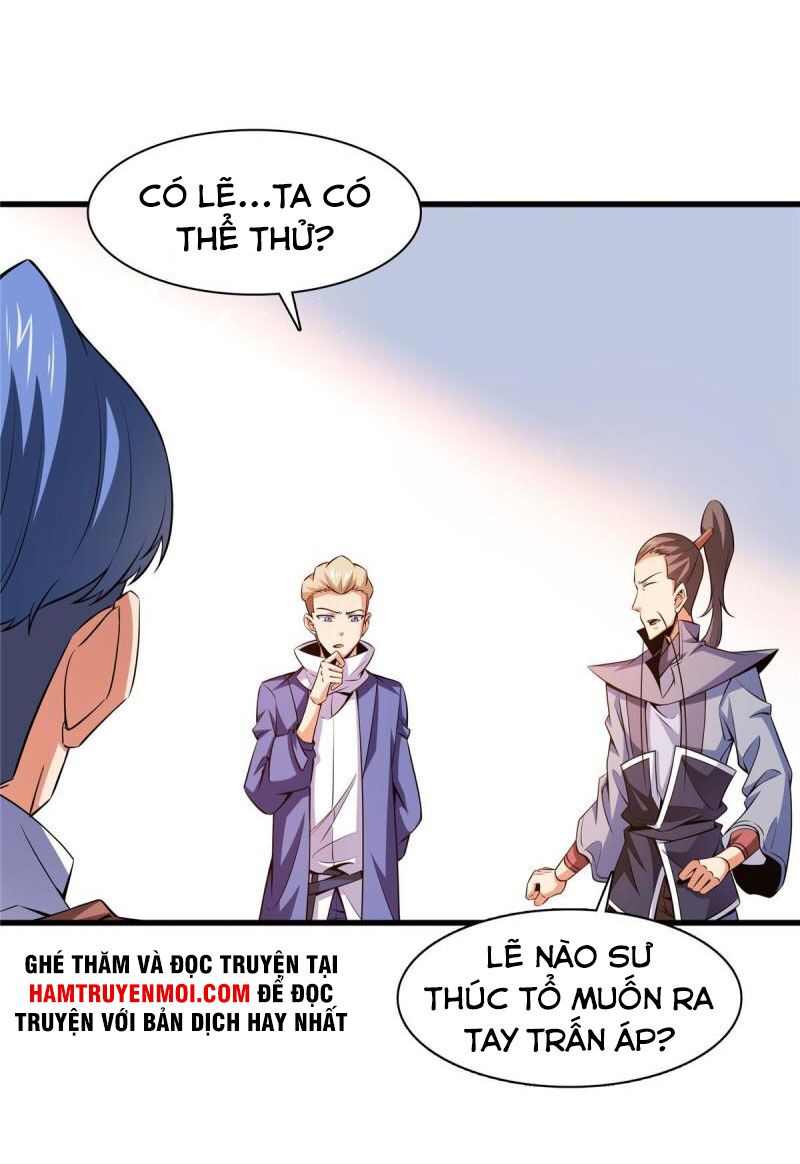 CÓ LẼ...TA CÓ
THỂ THỬ?
GHÉ THĂM VÀ ĐỌC TRUYỆN TẠI
HAMTRUYENMOI.COM ĐỂ ĐỌC
TRUYỆN VỚI BẢN DỊCH HAY NHẤT
LẼ NÀO SƯ
THÚC TỔ MUỐN RA
TAY TRẤN ÁP?